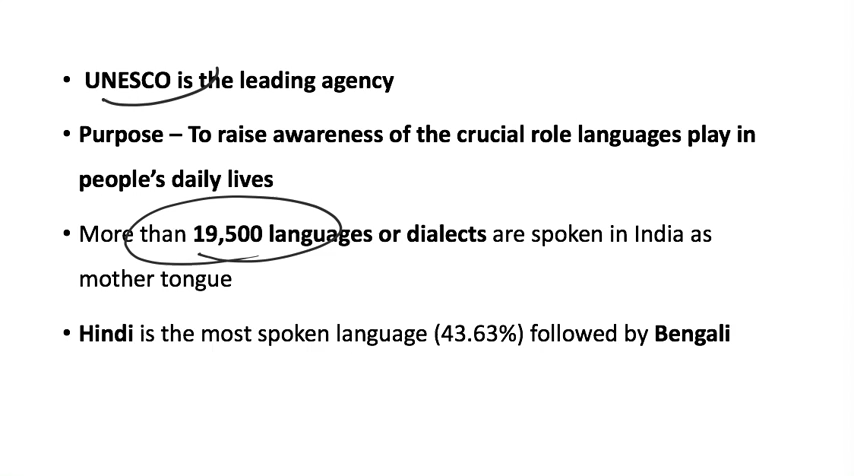 • UNESCO is the leading agency
• Purpose – To raise awareness of the crucial role languages play in
people’s daily lives
• More than 19,500 languages or dialects are spoken in India as
mother tongue
• Hindi is the most spoken language (43.63%) followed by Bengali